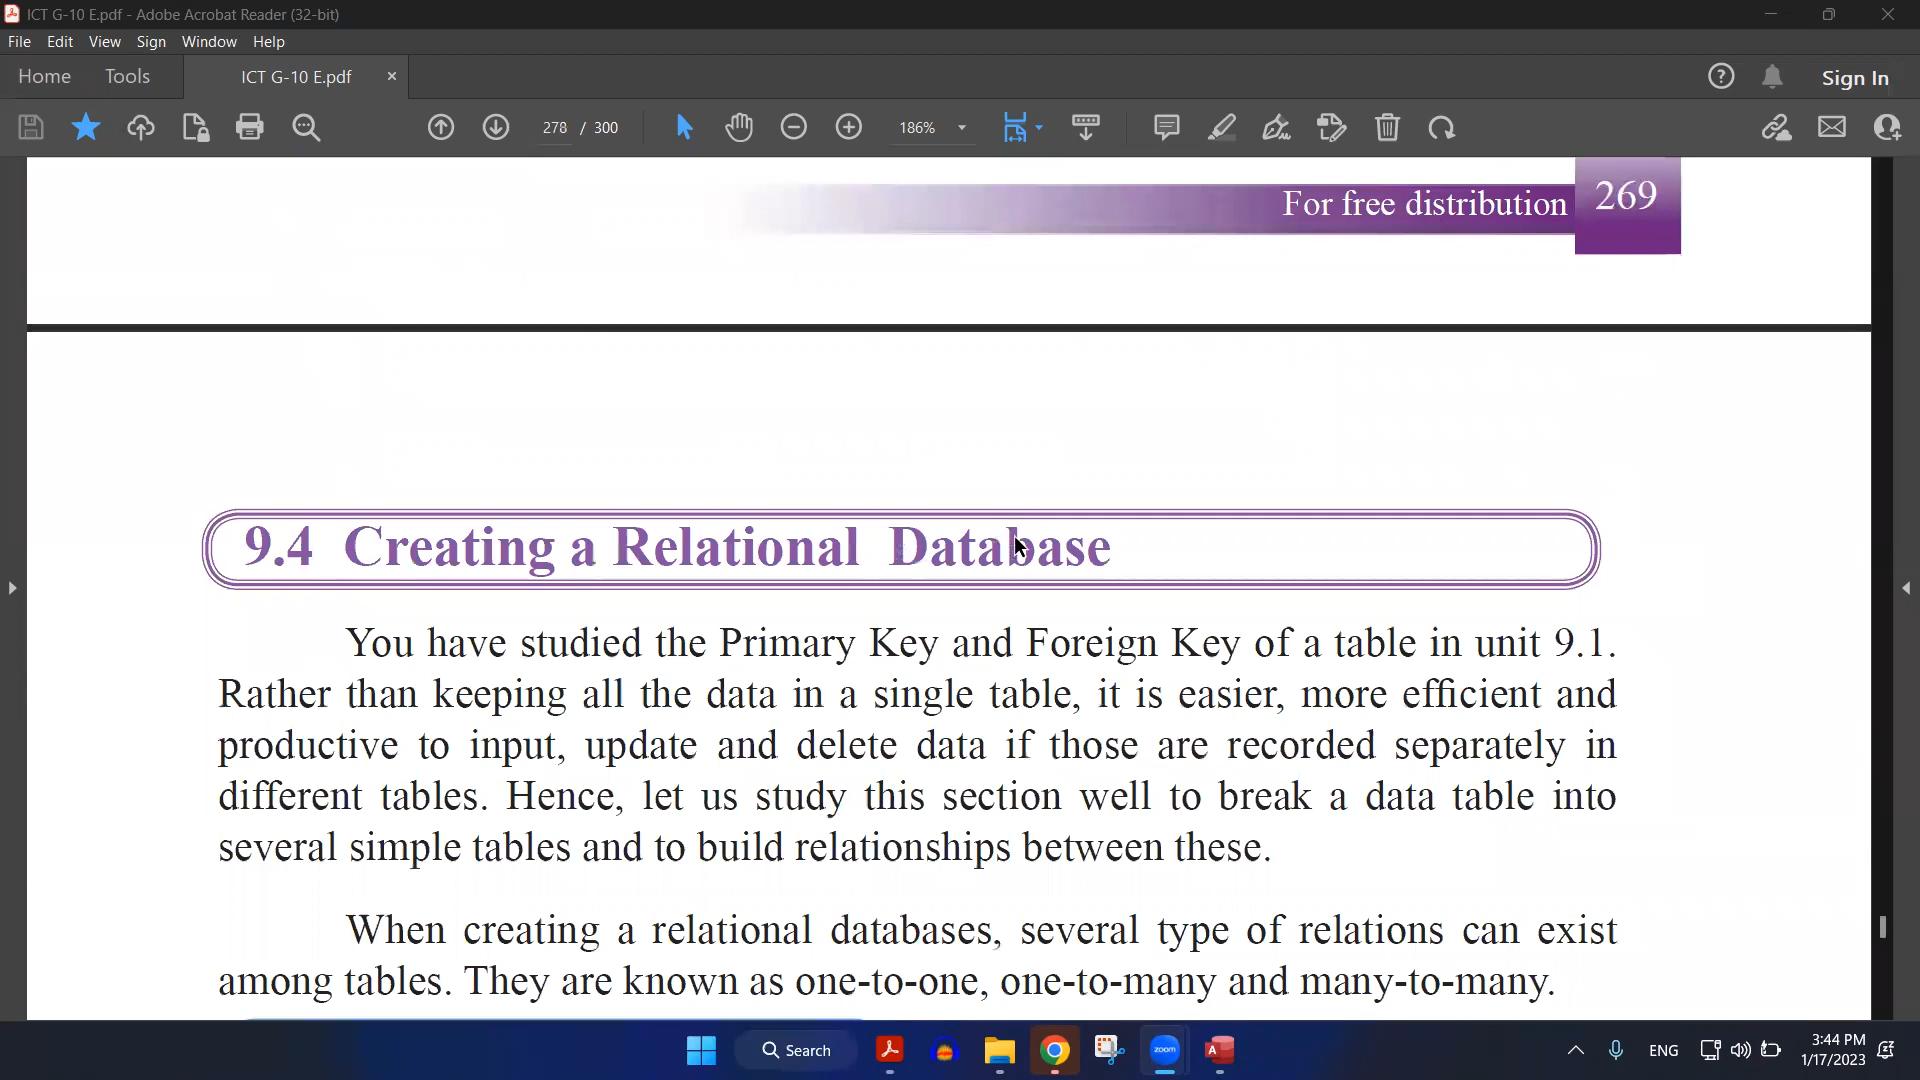 ICT G-10 E.pdf - Adobe Acrobat Reader (32-bit)
File Edit View Sign Window Help
Home Tools ICT G-10 E.pdf × Sign In
278 / 300 186%
For free distribution 269
9.4 Creating a Relational Database
You have studied the Primary Key and Foreign Key of a table in unit 9.1.
Rather than keeping all the data in a single table, it is easier, more efficient and
productive to input, update and delete data if those are recorded separately in
different tables. Hence, let us study this section well to break a data table into
several simple tables and to build relationships between these.
When creating a relational databases, several type of relations can exist
among tables. They are known as one-to-one, one-to-many and many-to-many.
Search zoom A ENG 3:44 PM
1/17/2023